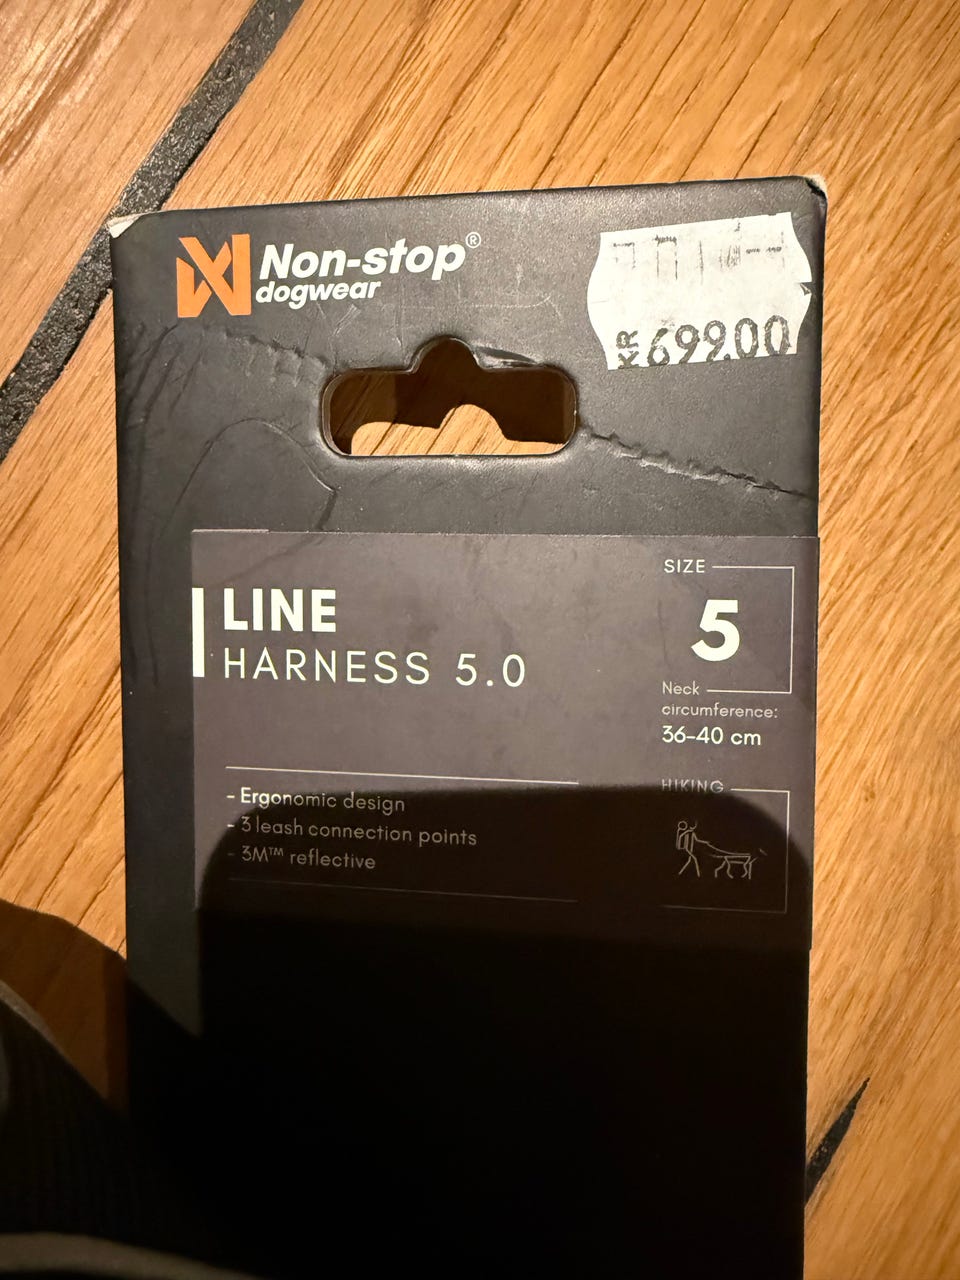 Non-stop®
dogwear
KR 699.00
LINE
HARNESS 5.0
SIZE
5
Neck
circumference:
36–40 cm
- Ergonomic design
- 3 leash connection points
- 3M™ reflective
HIKING